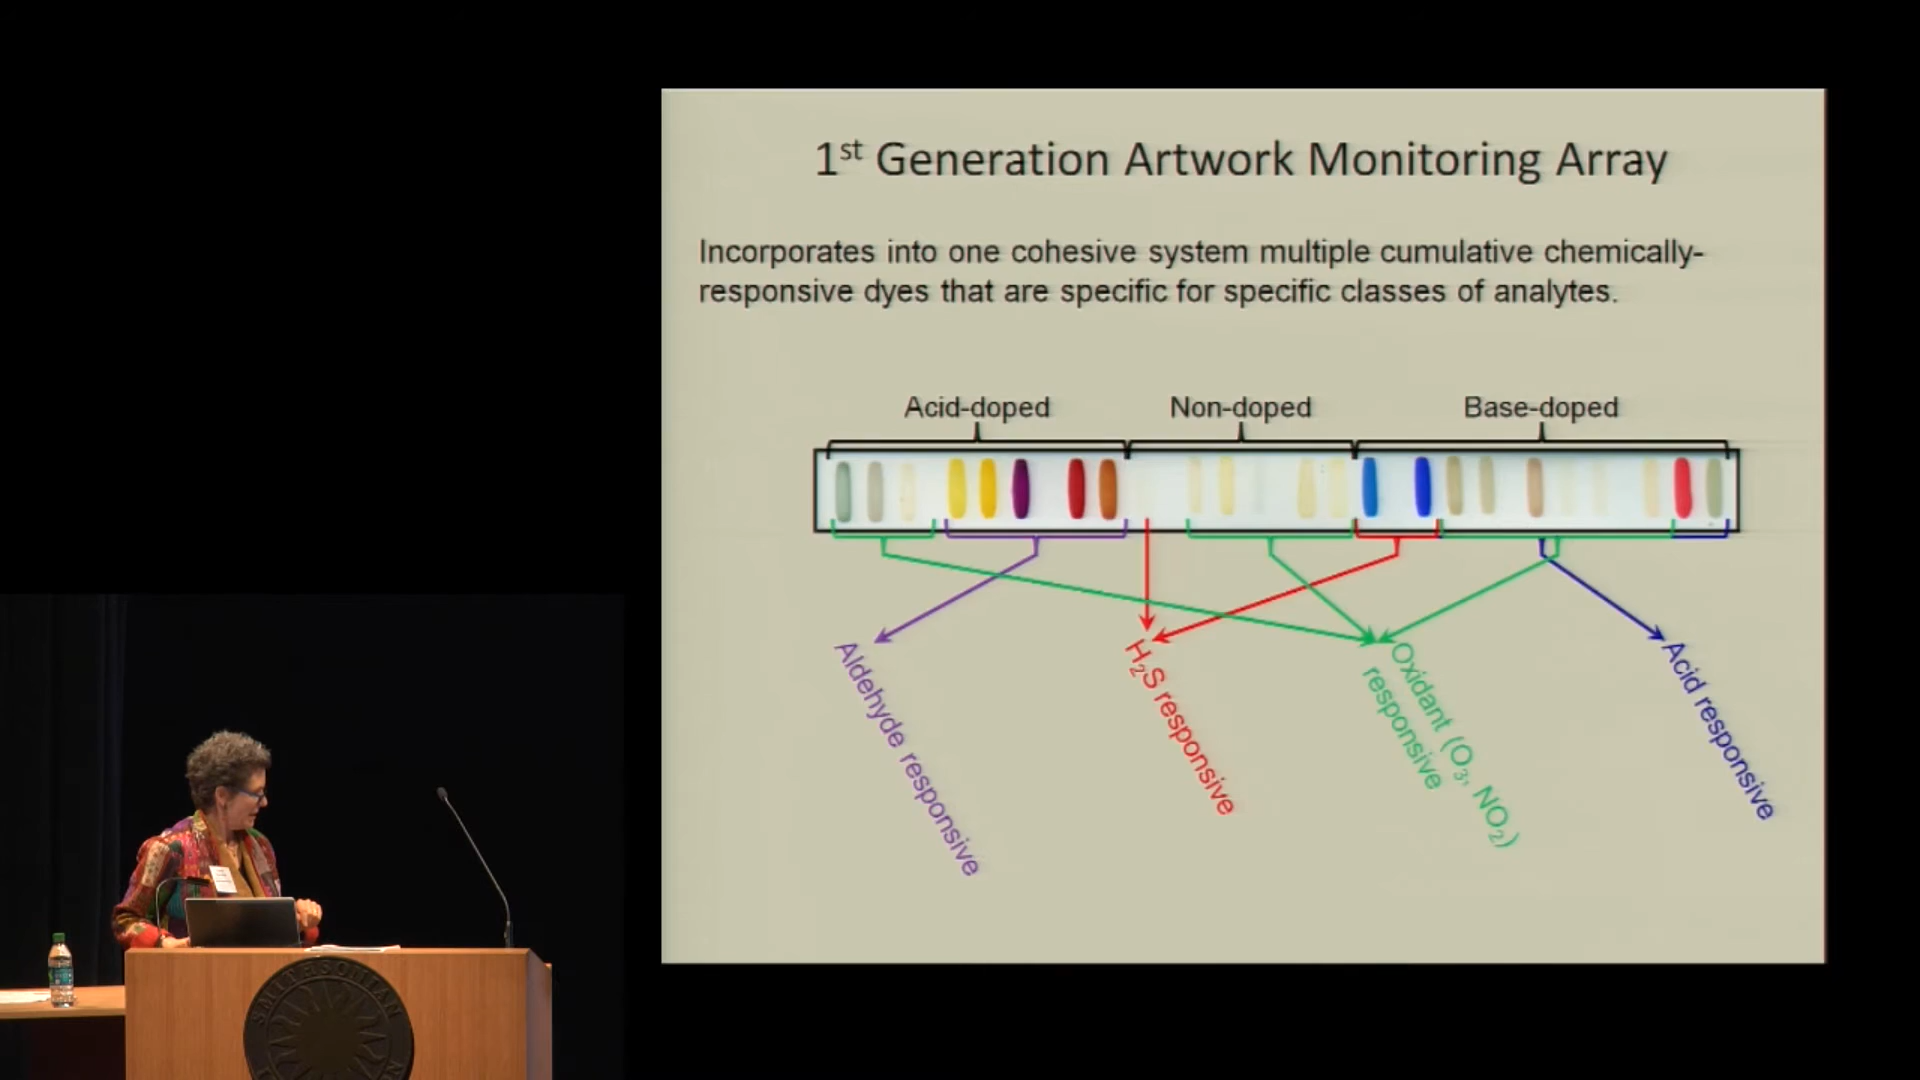 1st Generation Artwork Monitoring Array
Incorporates into one cohesive system multiple cumulative chemically-
responsive dyes that are specific for specific classes of analytes.
Acid-doped
Non-doped
Base-doped
Aldehyde responsive
H₂S responsive
Oxidant (O₃, NO₂)
responsive
Acid responsive
SMITHSONIAN